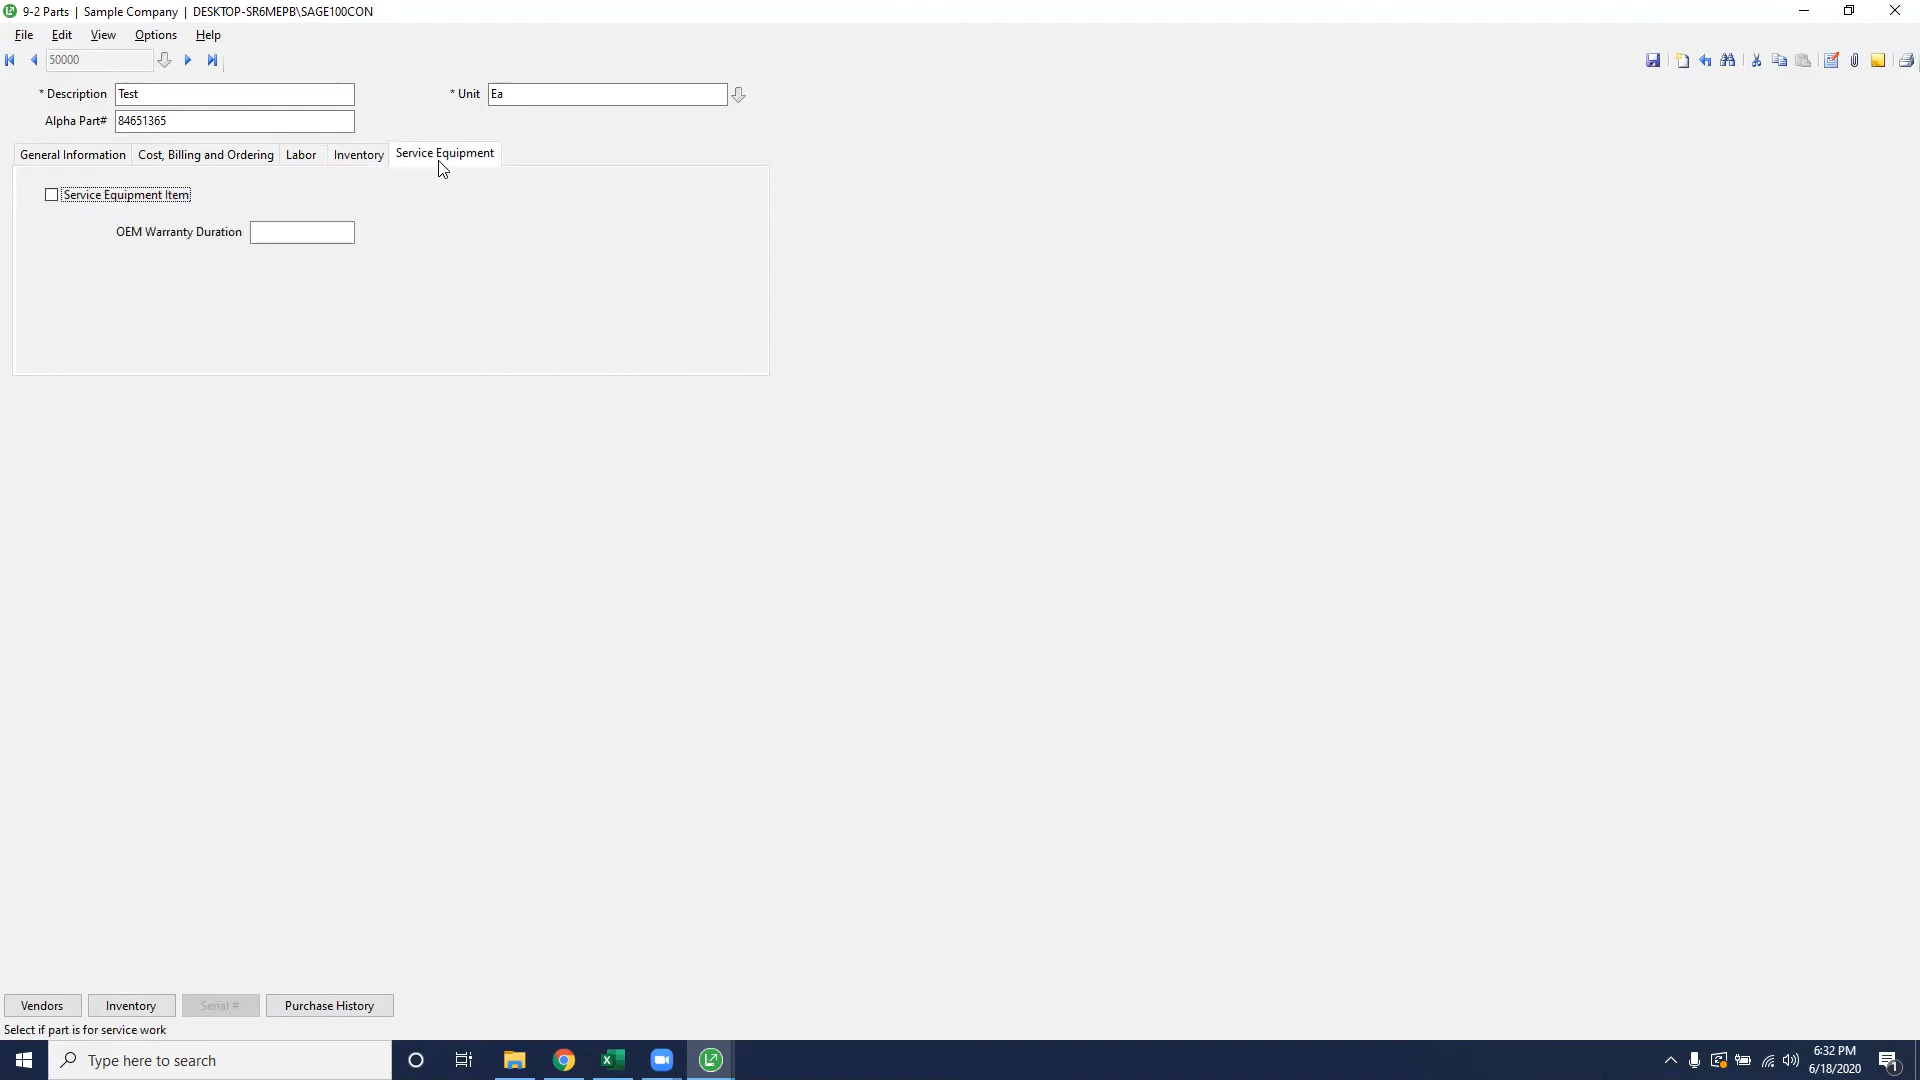 9-2 Parts | Sample Company | DESKTOP-SR6MEPB\SAGE100CON
File Edit View Options Help
50000
* Description Test * Unit Ea
Alpha Part# 84651365
General Information Cost, Billing and Ordering Labor Inventory Service Equipment
Service Equipment Item
OEM Warranty Duration
Vendors Inventory Serial # Purchase History
Select if part is for service work
Type here to search
6:32 PM
6/18/2020
1